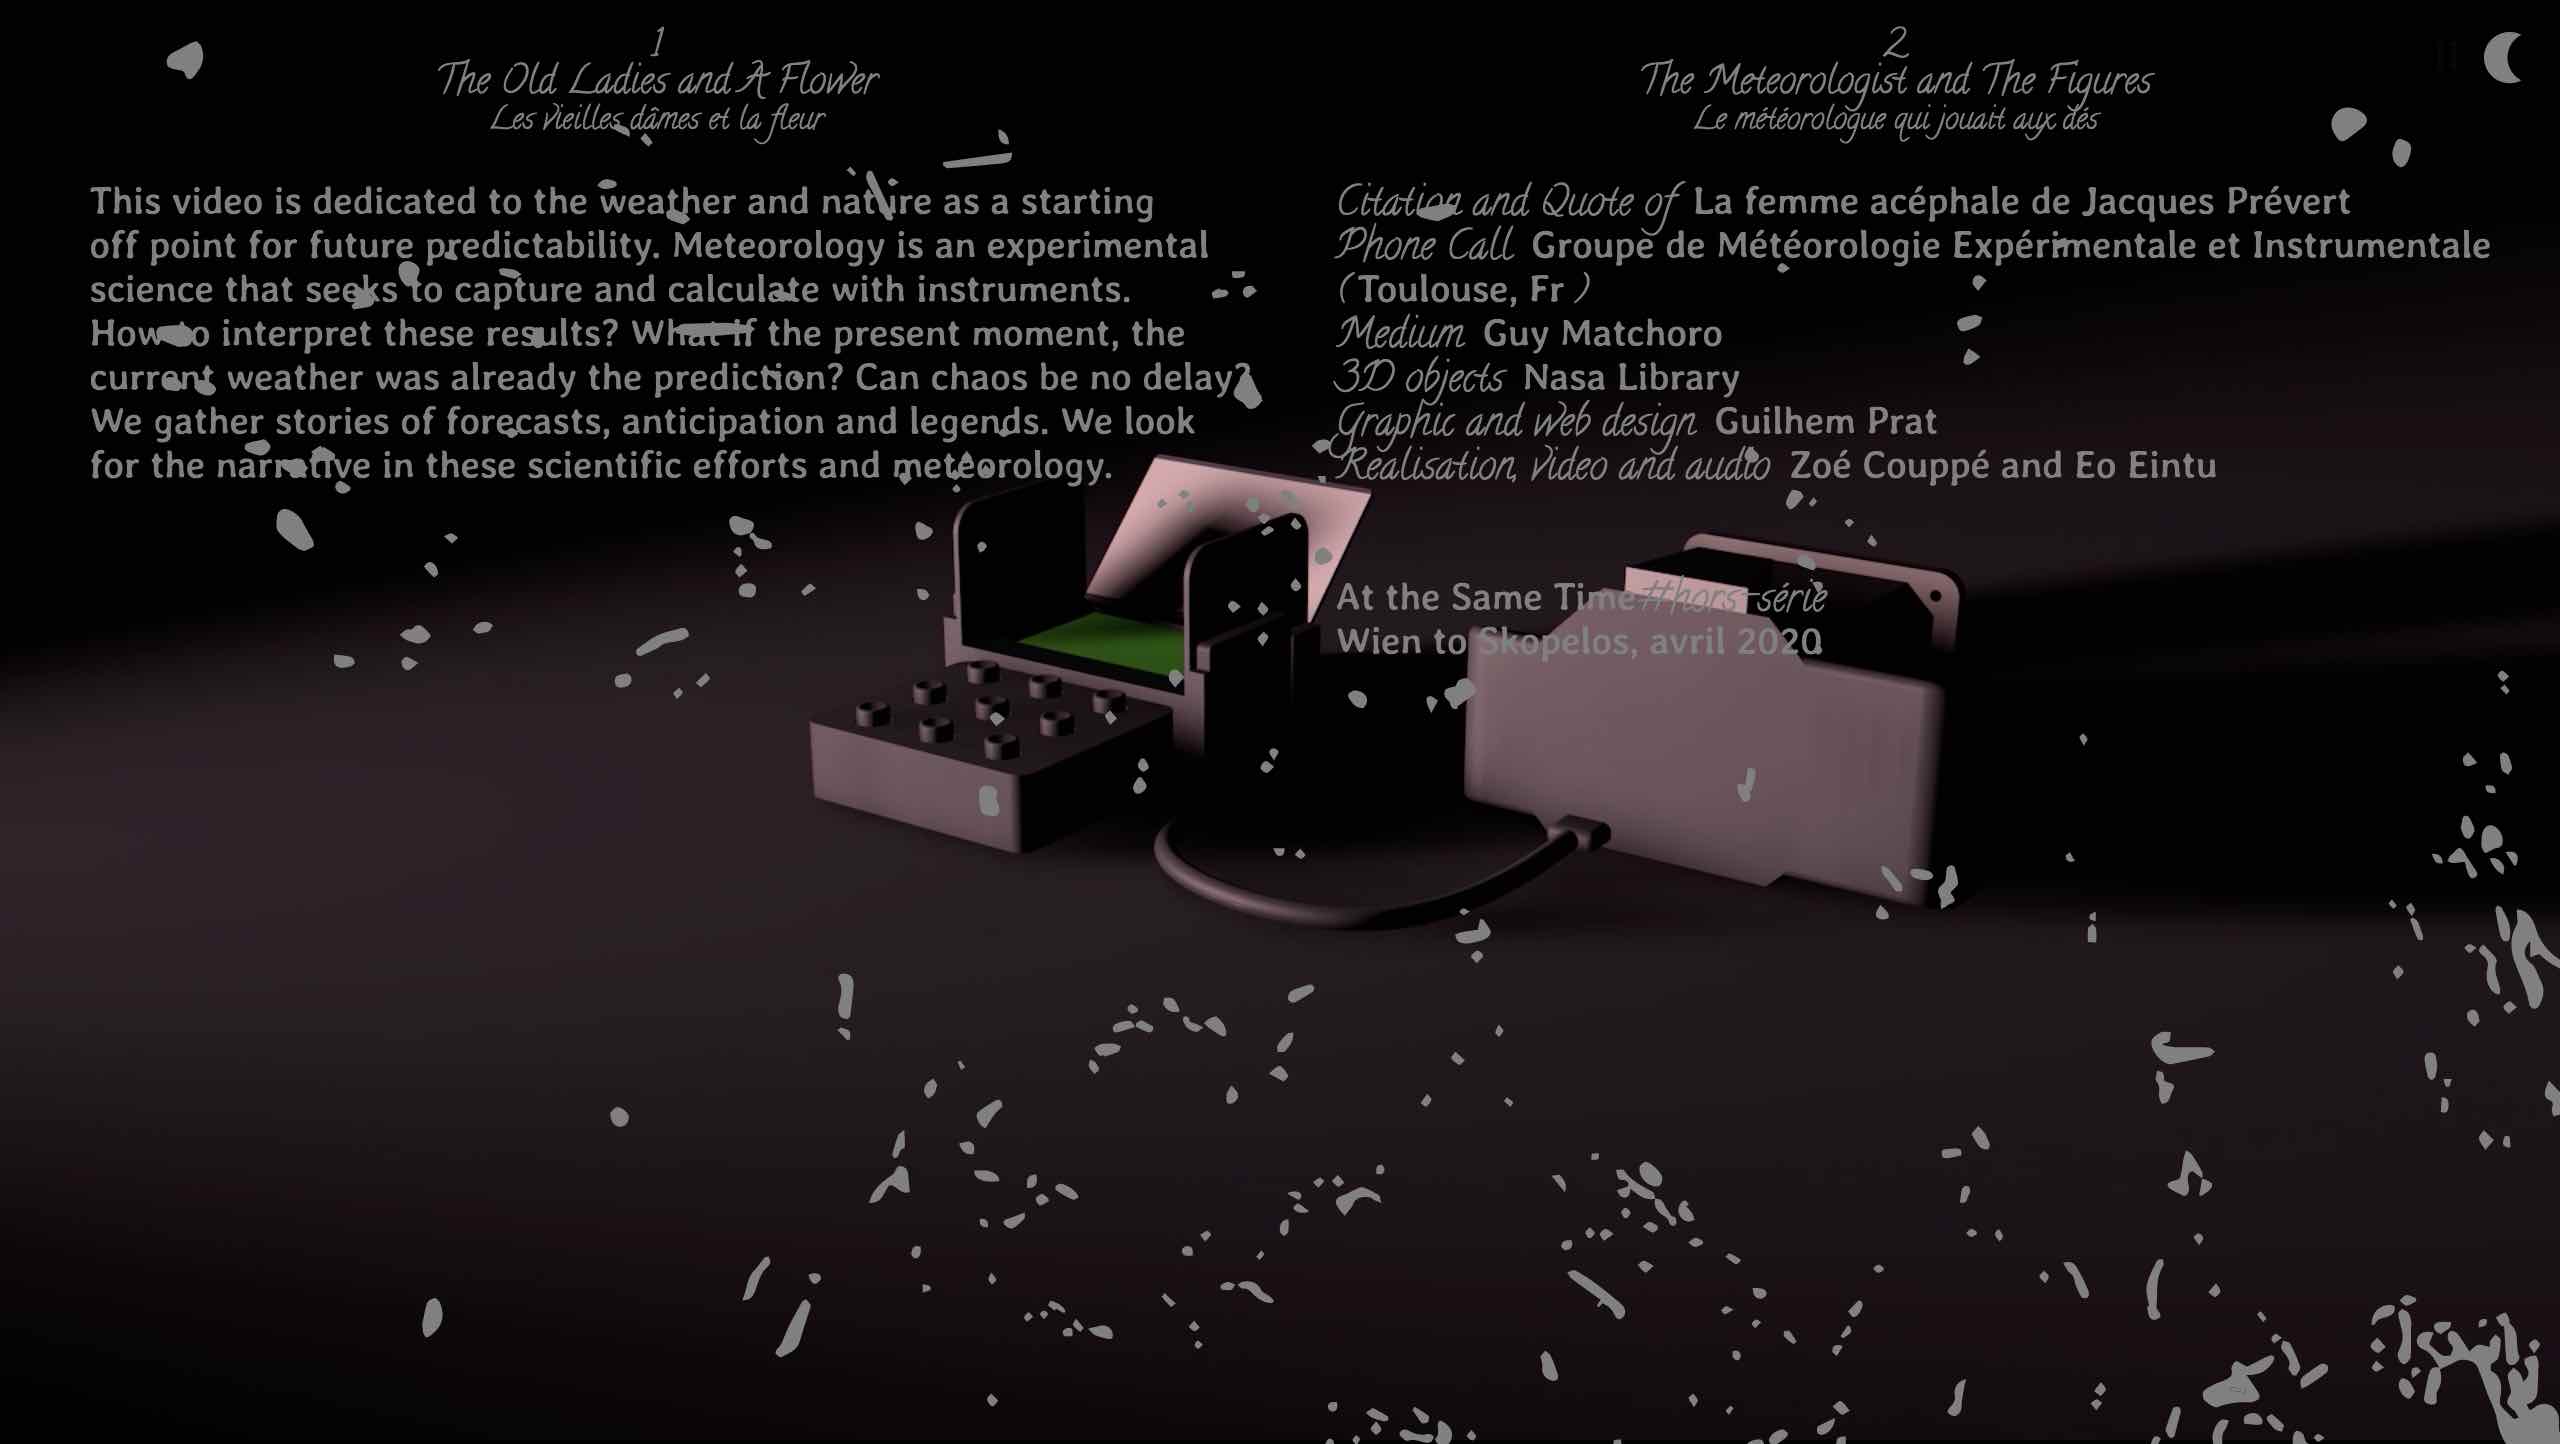 1
The Old Ladies and A Flower
Les vieilles dâmes et la fleur
This video is dedicated to the weather and nature as a starting
off point for future predictability. Meteorology is an experimental
science that seeks to capture and calculate with instruments.
How to interpret these results? What if the present moment, the
current weather was already the prediction? Can chaos be no delay?
We gather stories of forecasts, anticipation and legends. We look
for the narrative in these scientific efforts and meteorology.
2
The Meteorologist and The Figures
Le météorologue qui jouait aux dés
Citation and Quote of La femme acéphale de Jacques Prévert
Phone Call Groupe de Météorologie Expérimentale et Instrumentale
(Toulouse, Fr )
Medium Guy Matchoro
3D objects Nasa Library
Graphic and web design Guilhem Prat
Realisation, video and audio Zoé Couppé and Eo Eintu
At the Same Time #hors-série
Wien to Skopelos, avril 2020